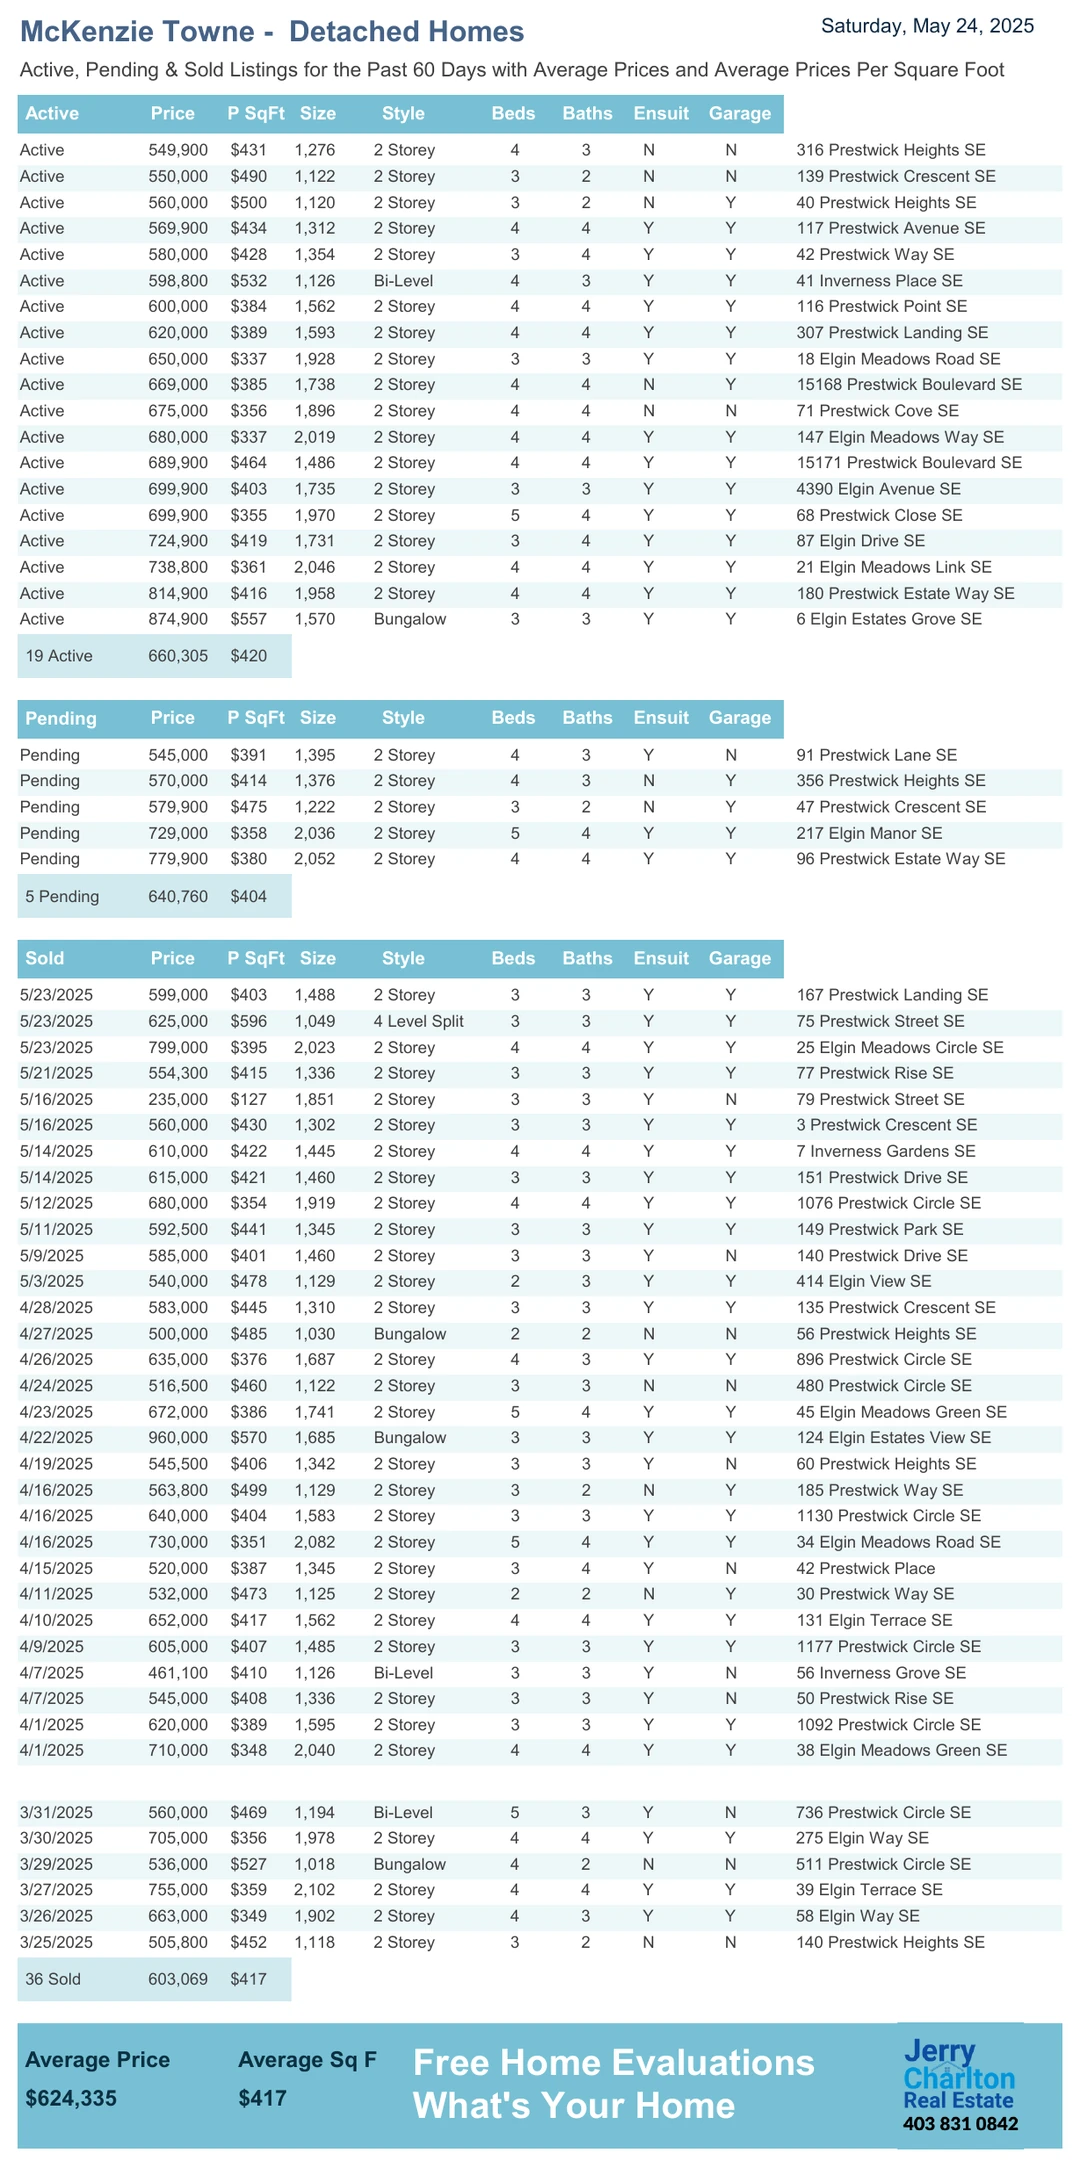 McKenzie Towne - Detached Homes Saturday, May 24, 2025
Active, Pending & Sold Listings for the Past 60 Days with Average Prices and Average Prices Per Square Foot
Active Price P SqFt Size Style Beds Baths Ensuit Garage
Active 549,900 $431 1,276 2 Storey 4 3 N N 316 Prestwick Heights SE
Active 550,000 $490 1,122 2 Storey 3 2 N N 139 Prestwick Crescent SE
Active 560,000 $500 1,120 2 Storey 3 2 N Y 40 Prestwick Heights SE
Active 569,900 $434 1,312 2 Storey 4 4 Y Y 117 Prestwick Avenue SE
Active 580,000 $428 1,354 2 Storey 3 4 Y Y 42 Prestwick Way SE
Active 598,800 $532 1,126 Bi-Level 4 3 Y Y 41 Inverness Place SE
Active 600,000 $384 1,562 2 Storey 4 4 Y Y 116 Prestwick Point SE
Active 620,000 $389 1,593 2 Storey 4 4 Y Y 307 Prestwick Landing SE
Active 650,000 $337 1,928 2 Storey 3 3 Y Y 18 Elgin Meadows Road SE
Active 669,000 $385 1,738 2 Storey 4 4 N Y 15168 Prestwick Boulevard SE
Active 675,000 $356 1,896 2 Storey 4 4 N N 71 Prestwick Cove SE
Active 680,000 $337 2,019 2 Storey 4 4 Y Y 147 Elgin Meadows Way SE
Active 689,900 $464 1,486 2 Storey 4 4 Y Y 15171 Prestwick Boulevard SE
Active 699,900 $403 1,735 2 Storey 3 3 Y Y 4390 Elgin Avenue SE
Active 699,900 $355 1,970 2 Storey 5 4 Y Y 68 Prestwick Close SE
Active 724,900 $419 1,731 2 Storey 3 4 Y Y 87 Elgin Drive SE
Active 738,800 $361 2,046 2 Storey 4 4 Y Y 21 Elgin Meadows Link SE
Active 814,900 $416 1,958 2 Storey 4 4 Y Y 180 Prestwick Estate Way SE
Active 874,900 $557 1,570 Bungalow 3 3 Y Y 6 Elgin Estates Grove SE
19 Active 660,305 $420
Pending Price P SqFt Size Style Beds Baths Ensuit Garage
Pending 545,000 $391 1,395 2 Storey 4 3 Y N 91 Prestwick Lane SE
Pending 570,000 $414 1,376 2 Storey 4 3 N Y 356 Prestwick Heights SE
Pending 579,900 $475 1,222 2 Storey 3 2 N Y 47 Prestwick Crescent SE
Pending 729,000 $358 2,036 2 Storey 5 4 Y Y 217 Elgin Manor SE
Pending 779,900 $380 2,052 2 Storey 4 4 Y Y 96 Prestwick Estate Way SE
5 Pending 640,760 $404
Sold Price P SqFt Size Style Beds Baths Ensuit Garage
5/23/2025 599,000 $403 1,488 2 Storey 3 3 Y Y 167 Prestwick Landing SE
5/23/2025 625,000 $596 1,049 4 Level Split 3 3 Y Y 75 Prestwick Street SE
5/23/2025 799,000 $395 2,023 2 Storey 4 4 Y Y 25 Elgin Meadows Circle SE
5/21/2025 554,300 $415 1,336 2 Storey 3 3 Y Y 77 Prestwick Rise SE
5/16/2025 235,000 $127 1,851 2 Storey 3 3 Y N 79 Prestwick Street SE
5/16/2025 560,000 $430 1,302 2 Storey 3 3 Y Y 3 Prestwick Crescent SE
5/14/2025 610,000 $422 1,445 2 Storey 4 4 Y Y 7 Inverness Gardens SE
5/14/2025 615,000 $421 1,460 2 Storey 3 3 Y Y 151 Prestwick Drive SE
5/12/2025 680,000 $354 1,919 2 Storey 4 4 Y Y 1076 Prestwick Circle SE
5/11/2025 592,500 $441 1,345 2 Storey 3 3 Y Y 149 Prestwick Park SE
5/9/2025 585,000 $401 1,460 2 Storey 3 3 Y N 140 Prestwick Drive SE
5/3/2025 540,000 $478 1,129 2 Storey 2 3 Y Y 414 Elgin View SE
4/28/2025 583,000 $445 1,310 2 Storey 3 3 Y Y 135 Prestwick Crescent SE
4/27/2025 500,000 $485 1,030 Bungalow 2 2 N N 56 Prestwick Heights SE
4/26/2025 635,000 $376 1,687 2 Storey 4 3 Y Y 896 Prestwick Circle SE
4/24/2025 516,500 $460 1,122 2 Storey 3 3 N N 480 Prestwick Circle SE
4/23/2025 672,000 $386 1,741 2 Storey 5 4 Y Y 45 Elgin Meadows Green SE
4/22/2025 960,000 $570 1,685 Bungalow 3 3 Y Y 124 Elgin Estates View SE
4/19/2025 545,500 $406 1,342 2 Storey 3 3 Y N 60 Prestwick Heights SE
4/16/2025 563,800 $499 1,129 2 Storey 3 2 N Y 185 Prestwick Way SE
4/16/2025 640,000 $404 1,583 2 Storey 3 3 Y Y 1130 Prestwick Circle SE
4/16/2025 730,000 $351 2,082 2 Storey 5 4 Y Y 34 Elgin Meadows Road SE
4/15/2025 520,000 $387 1,345 2 Storey 3 4 Y N 42 Prestwick Place
4/11/2025 532,000 $473 1,125 2 Storey 2 2 N Y 30 Prestwick Way SE
4/10/2025 652,000 $417 1,562 2 Storey 4 4 Y Y 131 Elgin Terrace SE
4/9/2025 605,000 $407 1,485 2 Storey 3 3 Y Y 1177 Prestwick Circle SE
4/7/2025 461,100 $410 1,126 Bi-Level 3 3 Y N 56 Inverness Grove SE
4/7/2025 545,000 $408 1,336 2 Storey 3 3 Y N 50 Prestwick Rise SE
4/1/2025 620,000 $389 1,595 2 Storey 3 3 Y Y 1092 Prestwick Circle SE
4/1/2025 710,000 $348 2,040 2 Storey 4 4 Y Y 38 Elgin Meadows Green SE
3/31/2025 560,000 $469 1,194 Bi-Level 5 3 Y N 736 Prestwick Circle SE
3/30/2025 705,000 $356 1,978 2 Storey 4 4 Y Y 275 Elgin Way SE
3/29/2025 536,000 $527 1,018 Bungalow 4 2 N N 511 Prestwick Circle SE
3/27/2025 755,000 $359 2,102 2 Storey 4 4 Y Y 39 Elgin Terrace SE
3/26/2025 663,000 $349 1,902 2 Storey 4 3 Y Y 58 Elgin Way SE
3/25/2025 505,800 $452 1,118 2 Storey 3 2 N N 140 Prestwick Heights SE
36 Sold 603,069 $417
Average Price Average Sq F
$624,335 $417
Free Home Evaluations
What's Your Home
Jerry
Charlton
Real Estate
403 831 0842